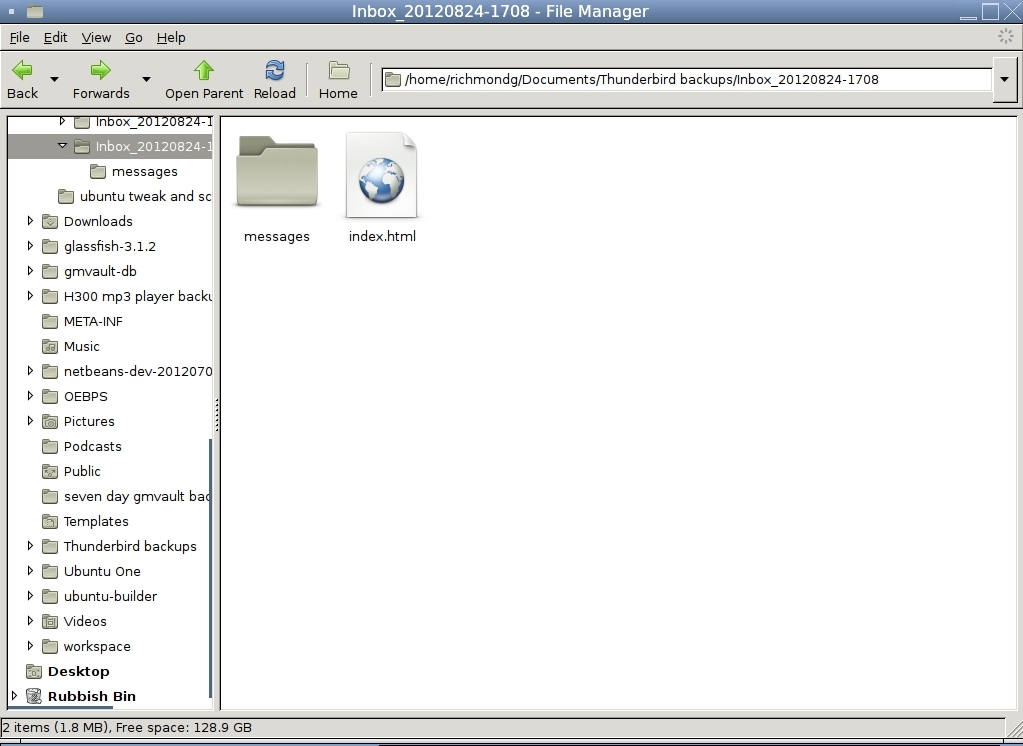 Inbox_20120824-1708 - File Manager
File Edit View Go Help
Back Forwards Open Parent Reload Home /home/richmondg/Documents/Thunderbird backups/Inbox_20120824-1708
Inbox_20120824-1
Inbox_20120824-1
messages
ubuntu tweak and sc
Downloads
glassfish-3.1.2
gmvault-db
H300 mp3 player backu
META-INF
Music
netbeans-dev-2012070
OEBPS
Pictures
Podcasts
Public
seven day gmvault bac
Templates
Thunderbird backups
Ubuntu One
ubuntu-builder
Videos
workspace
Desktop
Rubbish Bin
messages index.html
2 items (1.8 MB), Free space: 128.9 GB